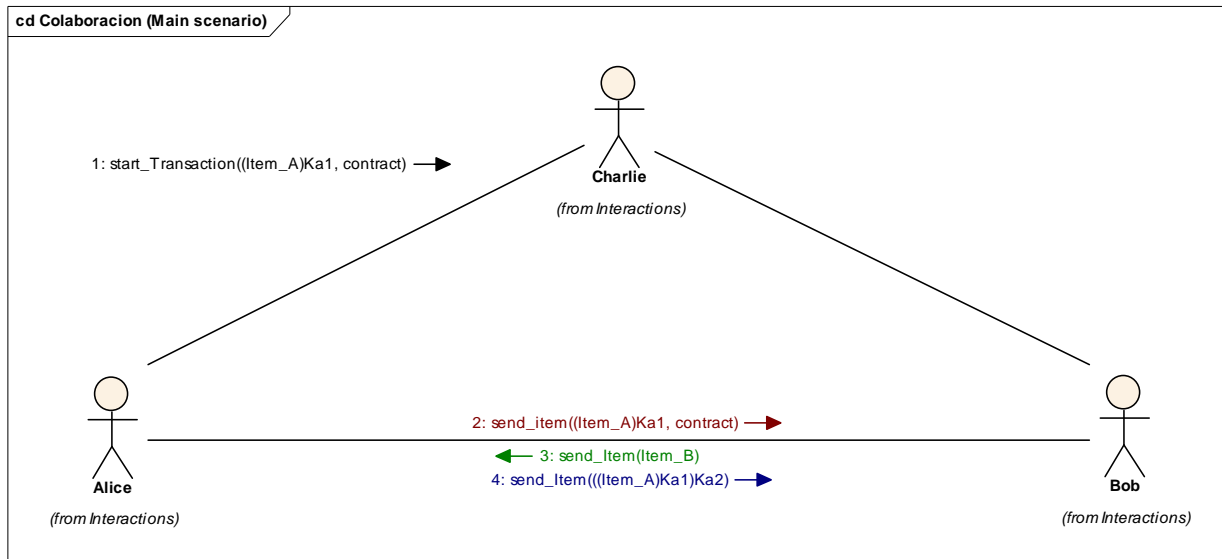 cd Colaboracion (Main scenario)
1: start_Transaction((Item_A)Ka1, contract)
Charlie
(from Interactions)
2: send_item((Item_A)Ka1, contract)
3: send_Item(Item_B)
4: send_Item(((Item_A)Ka1)Ka2)
Alice
(from Interactions)
Bob
(from Interactions)